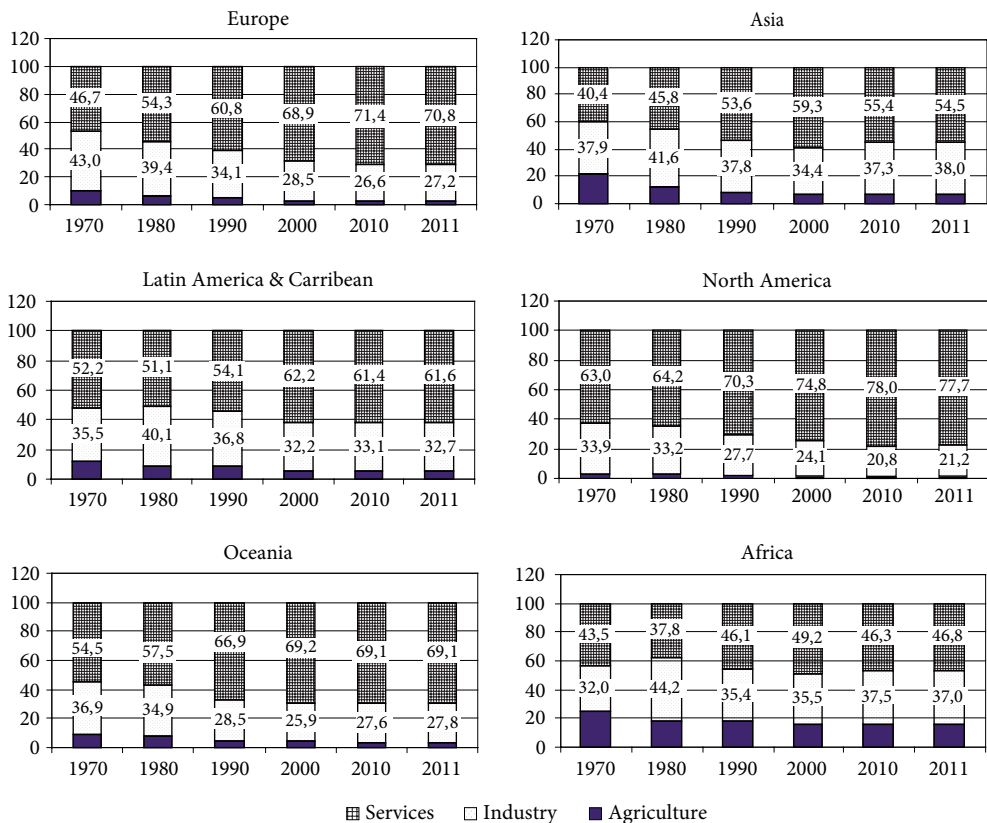 Europe
120
100
80
60
40
20
0
46,7 54,3 60,8 68,9 71,4 70,8
43,0 39,4 34,1 28,5 26,6 27,2
1970 1980 1990 2000 2010 2011
Asia
120
100
80
60
40
20
0
40,4 45,8 53,6 59,3 55,4 54,5
37,9 41,6 37,8 34,4 37,3 38,0
1970 1980 1990 2000 2010 2011
Latin America & Carribean
120
100
80
60
40
20
0
52,2 51,1 54,1 62,2 61,4 61,6
35,5 40,1 36,8 32,2 33,1 32,7
1970 1980 1990 2000 2010 2011
North America
120
100
80
60
40
20
0
63,0 64,2 70,3 74,8 78,0 77,7
33,9 33,2 27,7 24,1 20,8 21,2
1970 1980 1990 2000 2010 2011
Oceania
120
100
80
60
40
20
0
54,5 57,5 66,9 69,2 69,1 69,1
36,9 34,9 28,5 25,9 27,6 27,8
1970 1980 1990 2000 2010 2011
Africa
120
100
80
60
40
20
0
43,5 37,8 46,1 49,2 46,3 46,8
32,0 44,2 35,4 35,5 37,5 37,0
1970 1980 1990 2000 2010 2011
Services Industry Agriculture